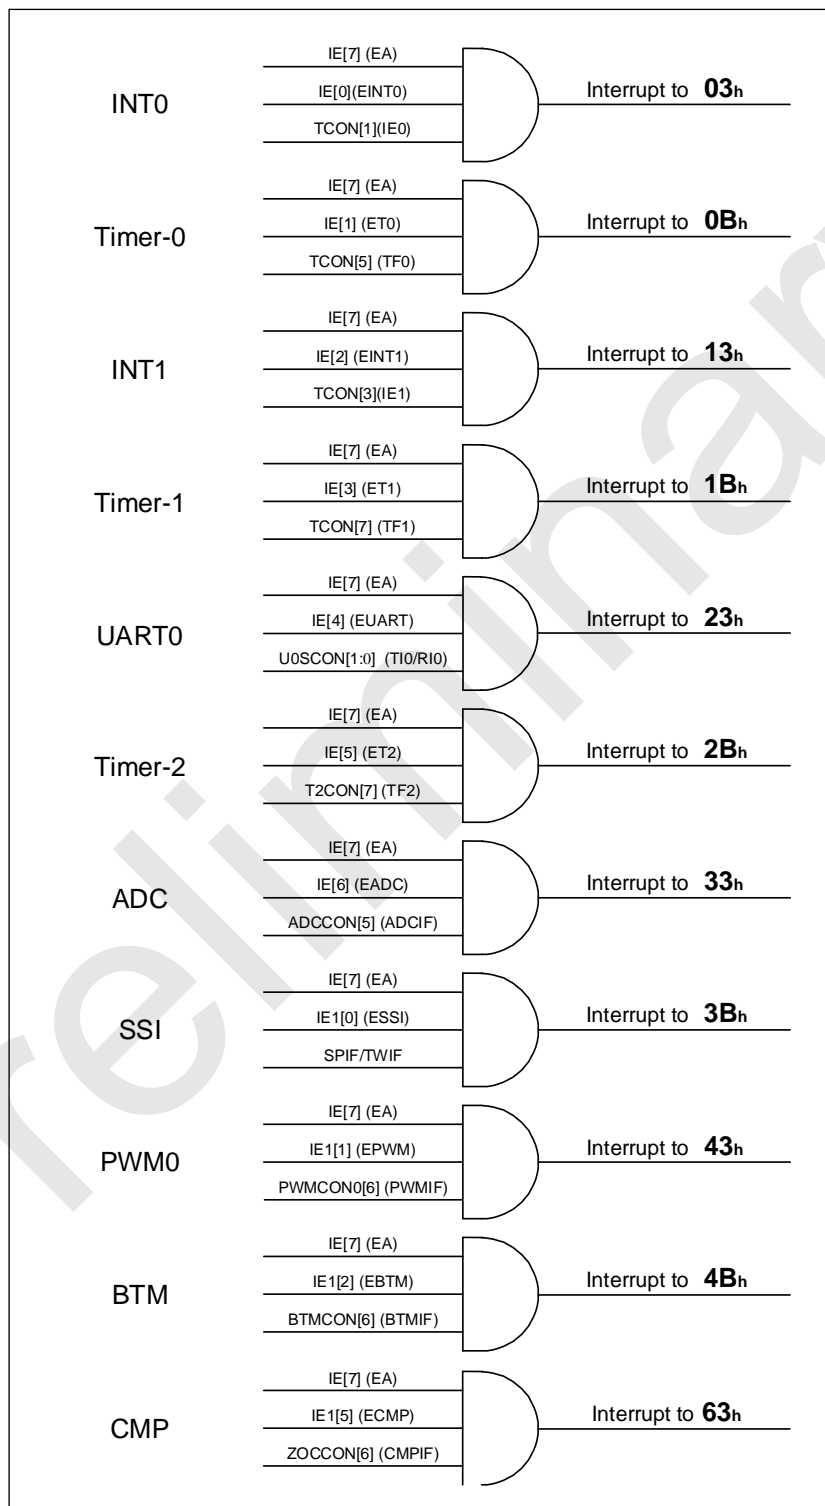 IE[7] (EA)
INT0
IE[0](EINT0)
TCON[1](IE0)
Interrupt to 03h
IE[7] (EA)
Timer-0
IE[1] (ET0)
TCON[5] (TF0)
Interrupt to 0Bh
IE[7] (EA)
INT1
IE[2] (EINT1)
TCON[3](IE1)
Interrupt to 13h
IE[7] (EA)
Timer-1
IE[3] (ET1)
TCON[7] (TF1)
Interrupt to 1Bh
IE[7] (EA)
UART0
IE[4] (EUART)
U0SCON[1:0] (TI0/RI0)
Interrupt to 23h
IE[7] (EA)
Timer-2
IE[5] (ET2)
T2CON[7] (TF2)
Interrupt to 2Bh
IE[7] (EA)
ADC
IE[6] (EADC)
ADCCON[5] (ADCIF)
Interrupt to 33h
IE[7] (EA)
SSI
IE1[0] (ESSI)
SPIF/TWIF
Interrupt to 3Bh
IE[7] (EA)
PWM0
IE1[1] (EPWM)
PWMCON0[6] (PWMIF)
Interrupt to 43h
IE[7] (EA)
BTM
IE1[2] (EBTM)
BTMCON[6] (BTMIF)
Interrupt to 4Bh
IE[7] (EA)
CMP
IE1[5] (ECMP)
ZOCCON[6] (CMPIF)
Interrupt to 63h
reliminar